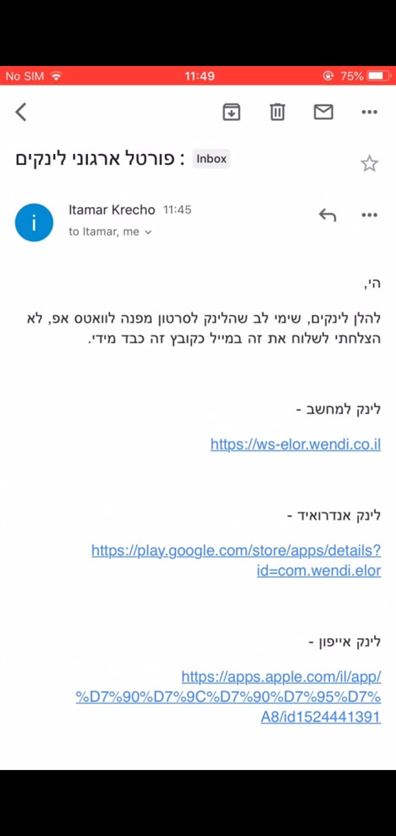 No SIM 11:49 75%
פורטל ארגוני לינקים : Inbox
i
Itamar Krecho 11:45
to Itamar, me
הי,
להלן לינקים, שימי לב שהלינק לסרטון מפנה לוואטס אפ, לא
הצלחתי לשלוח את זה במייל כקובץ זה כבד מידי.
לינק למחשב -
https://ws-elor.wendi.co.il
לינק אנדרואיד -
https://play.google.com/store/apps/details?
id=com.wendi.elor
לינק אייפון -
https://apps.apple.com/il/app/
%D7%90%D7%9C%D7%90%D7%95%D7%
A8/id1524441391